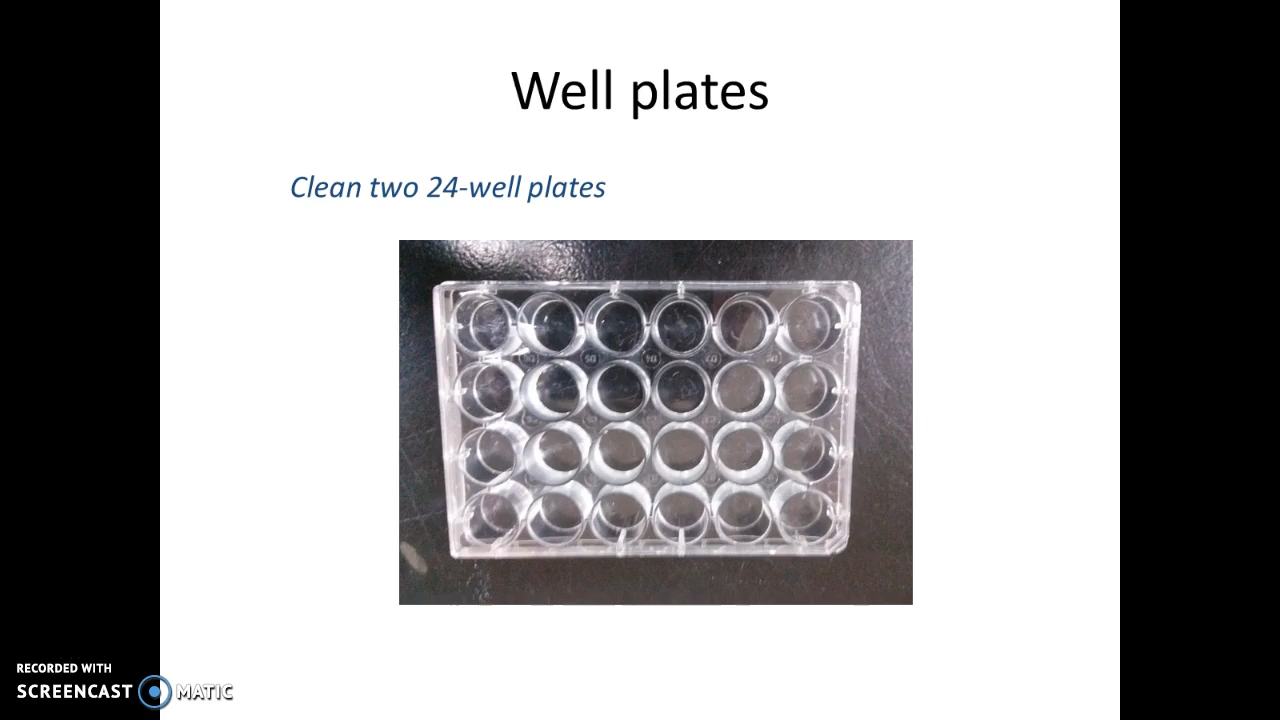 Well plates
Clean two 24-well plates
RECORDED WITH
SCREENCAST MATIC